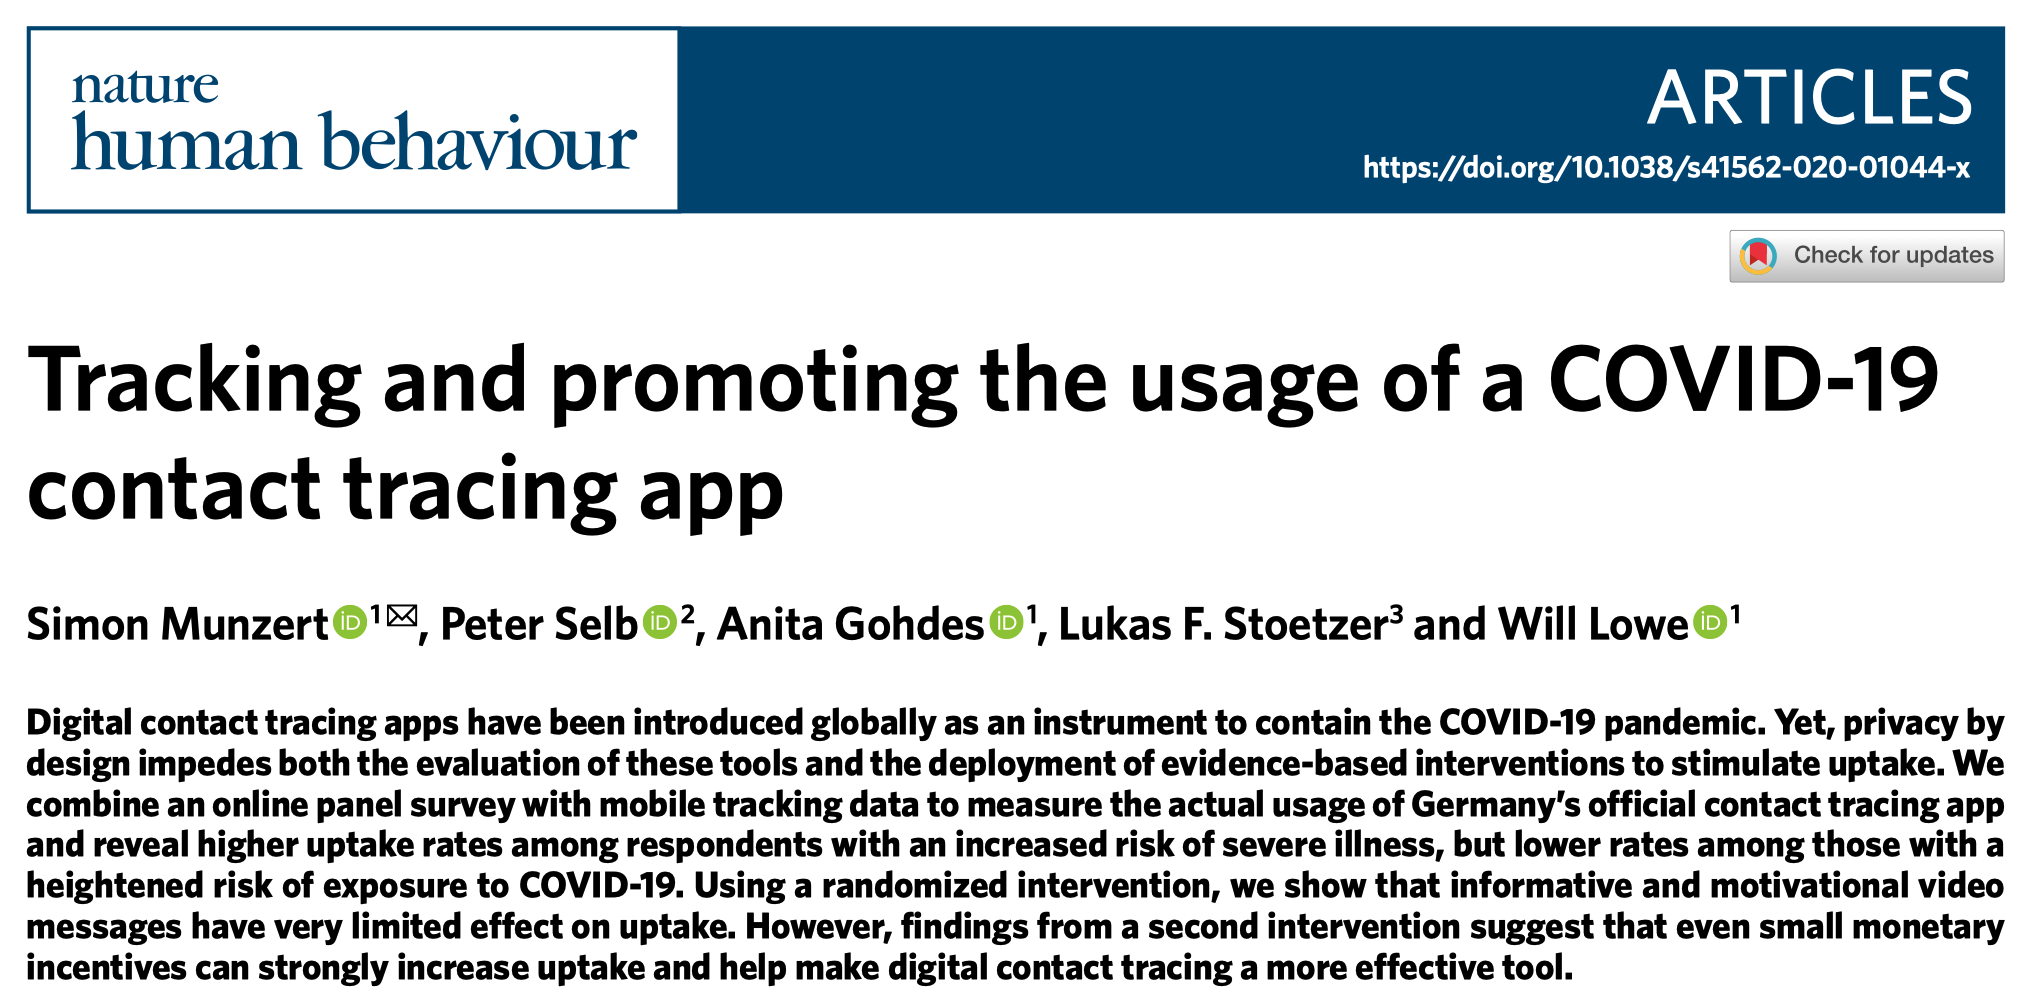 nature
human behaviour
ARTICLES
https://doi.org/10.1038/s41562-020-01044-x
Check for updates
Tracking and promoting the usage of a COVID-19
contact tracing app
Simon Munzert iD 1✉, Peter Selb iD 2, Anita Gohdes iD 1, Lukas F. Stoetzer3 and Will Lowe iD 1
Digital contact tracing apps have been introduced globally as an instrument to contain the COVID-19 pandemic. Yet, privacy by
design impedes both the evaluation of these tools and the deployment of evidence-based interventions to stimulate uptake. We
combine an online panel survey with mobile tracking data to measure the actual usage of Germany’s official contact tracing app
and reveal higher uptake rates among respondents with an increased risk of severe illness, but lower rates among those with a
heightened risk of exposure to COVID-19. Using a randomized intervention, we show that informative and motivational video
messages have very limited effect on uptake. However, findings from a second intervention suggest that even small monetary
incentives can strongly increase uptake and help make digital contact tracing a more effective tool.